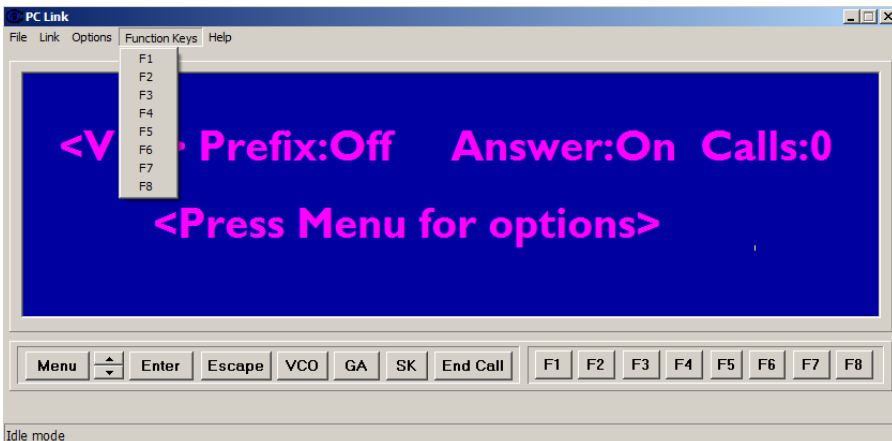 PC Link
File Link Options Function Keys Help
F1
F2
F3
F4
F5
F6
F7
F8
<V > Prefix:Off Answer:On Calls:0
<Press Menu for options>
Menu Enter Escape VCO GA SK End Call F1 F2 F3 F4 F5 F6 F7 F8
Idle mode